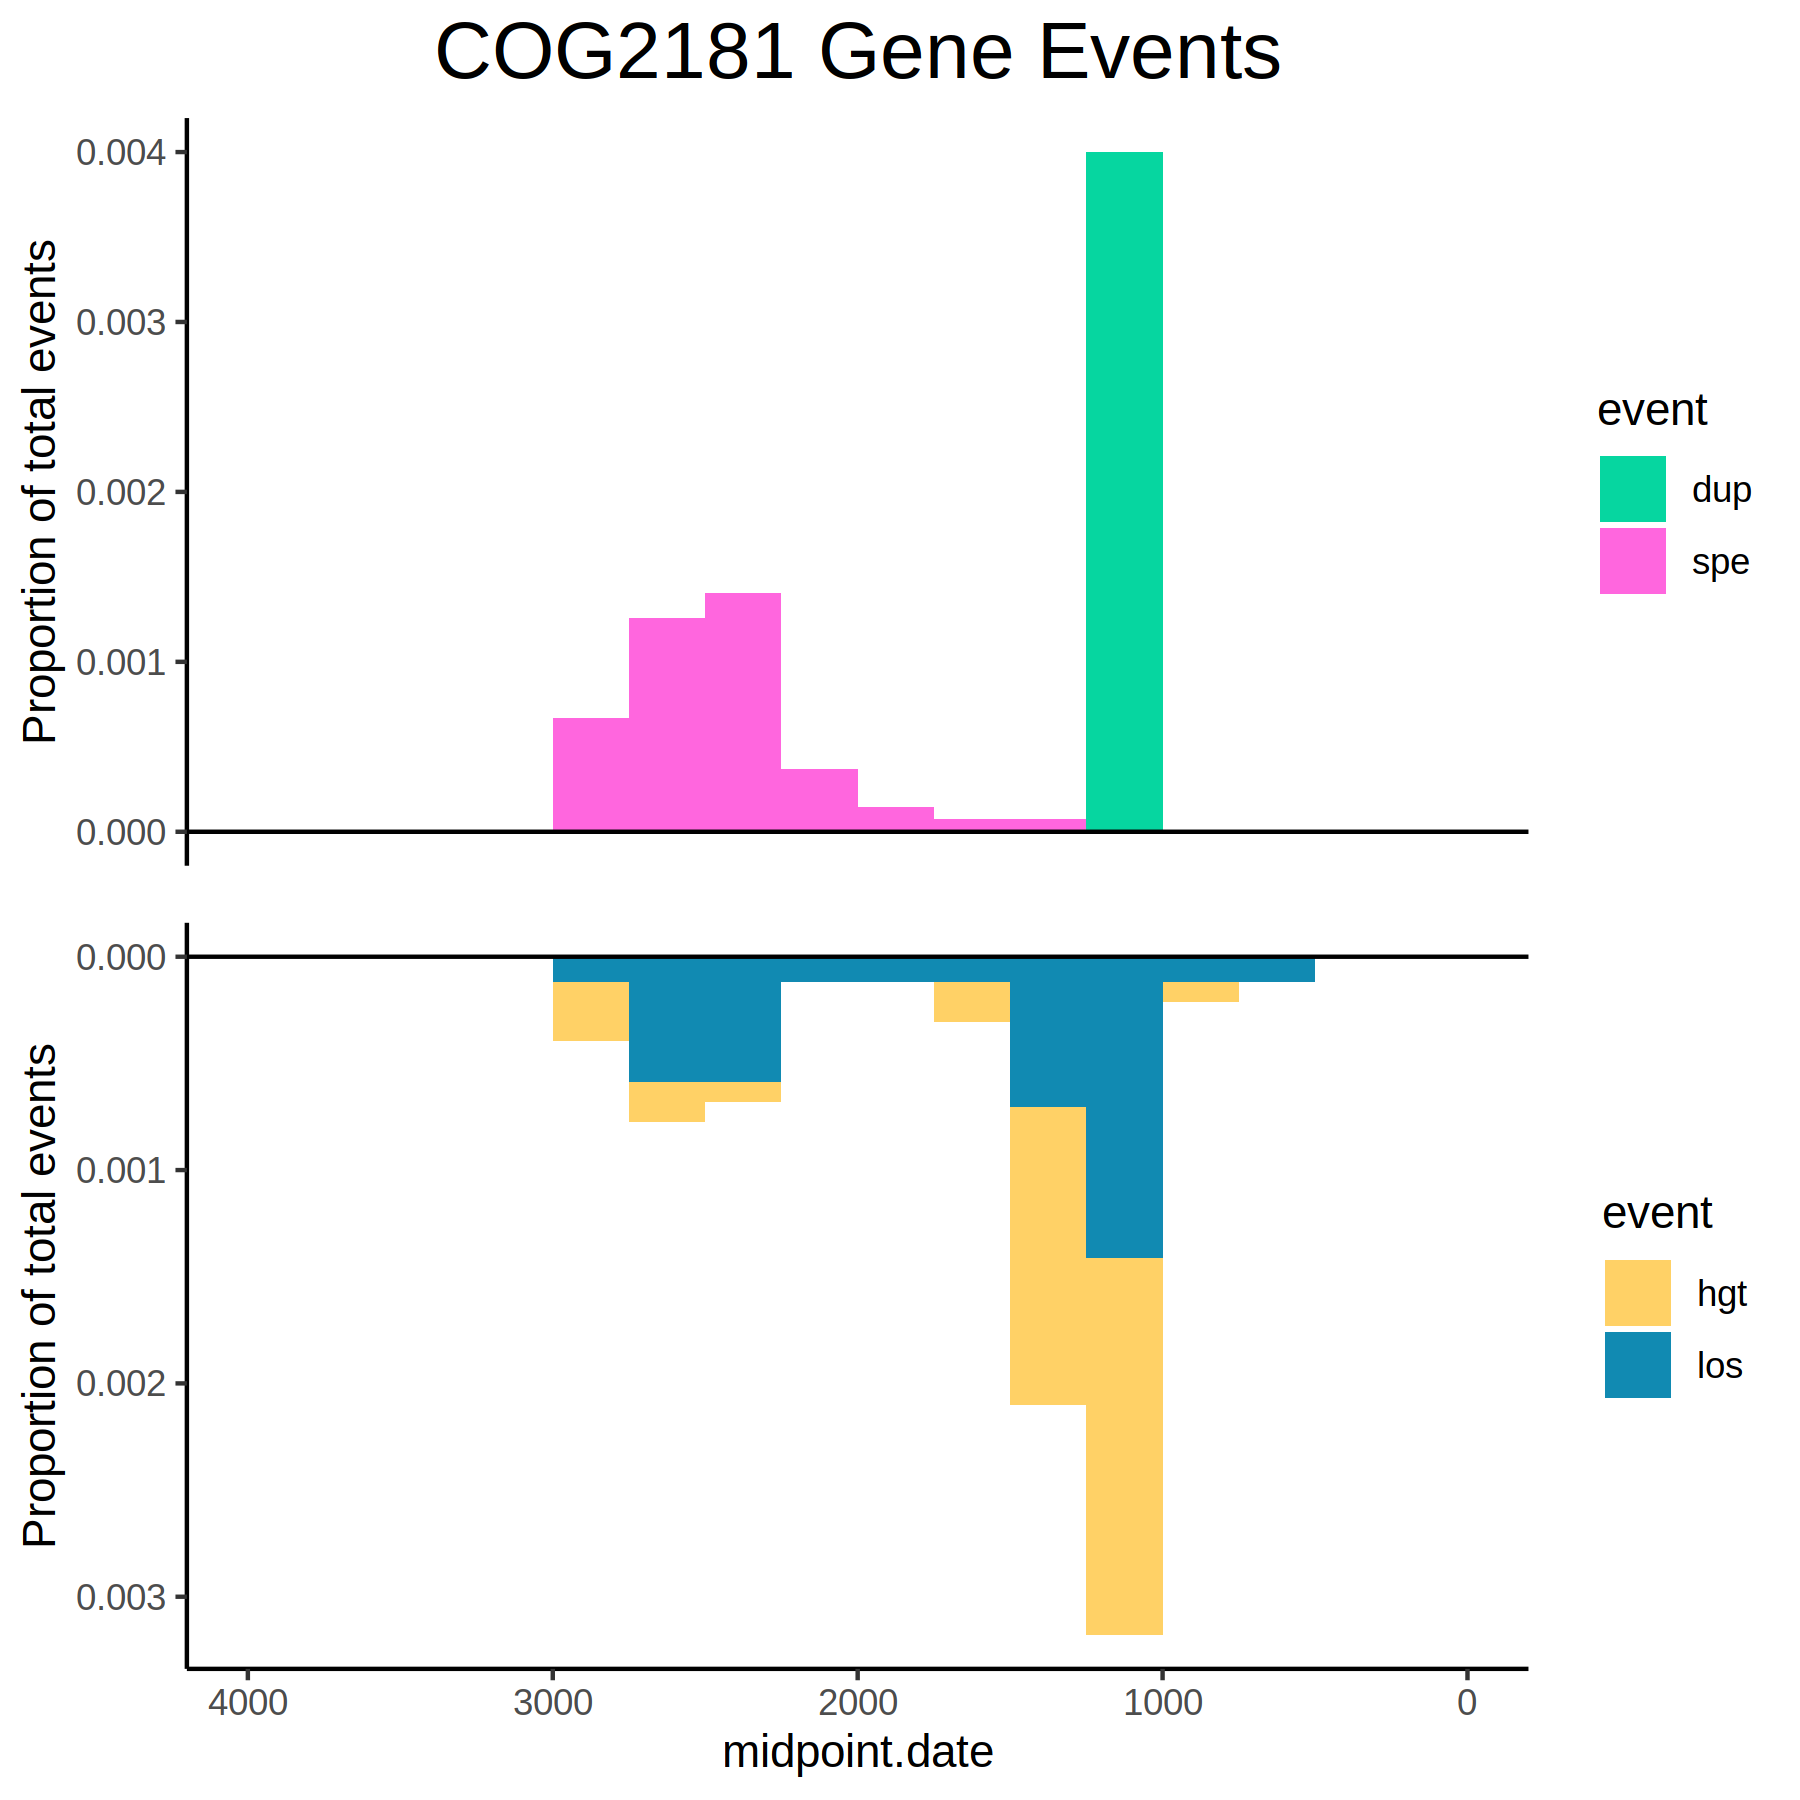 COG2181 Gene Events
Proportion of total events
0.004
0.003
0.002
0.001
0.000
event
dup
spe
Proportion of total events
0.000
0.001
0.002
0.003
event
hgt
los
4000 3000 2000 1000 0
midpoint.date